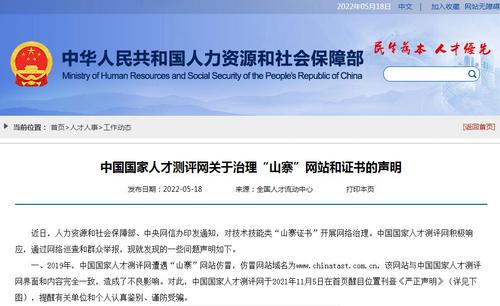 2022年05月18日 中文 | 加入收藏 网站无障碍
中华人民共和国人力资源和社会保障部
Ministry of Human Resources and Social Security of the People's Republic of China
民生为本 人才优先
当前位置： 首页>人才人事>工作动态
[返回首页]
中国国家人才测评网关于治理“山寨”网站和证书的声明
发布日期：2022-05-18 来源：全国人才流动中心 打印本页
近日，人力资源和社会保障部、中央网信办印发通知，对技术技能类“山寨证书”开展网络治理。中国国家人才测评网积极响
应，通过网络巡查和群众举报，现就发现的一些问题声明如下。
一、2019年，中国国家人才测评网遭遇“山寨”网站仿冒，仿冒网站域名为www.chinatast.com.cn，该网站与中国国家人才测
评网界面和内容完全一致，造成了不良影响。对此，中国国家人才测评网于2021年11月5日在首页醒目位置刊登《严正声明》（详见下
图），提醒有关单位和个人认真鉴别、谨防受骗。